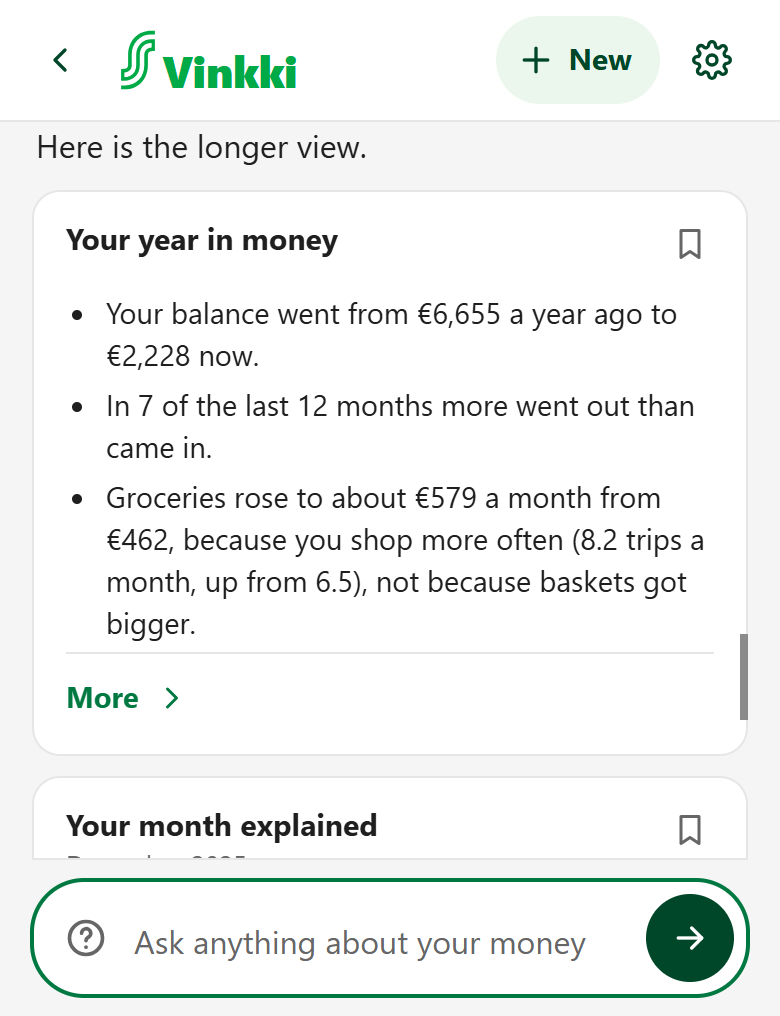 Vinkki
New
Here is the longer view.
Your year in money
Your balance went from €6,655 a year ago to
€2,228 now.
In 7 of the last 12 months more went out than
came in.
Groceries rose to about €579 a month from
€462, because you shop more often (8.2 trips a
month, up from 6.5), not because baskets got
bigger.
More
Your month explained
Ask anything about your money